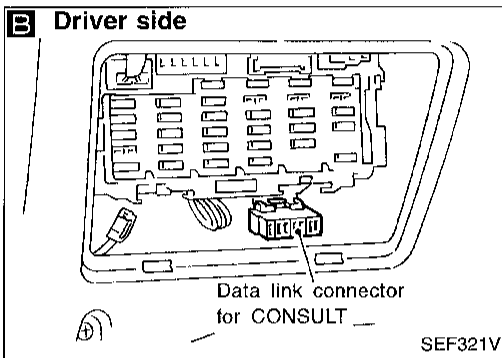 B Driver side
Data link connector
for CONSULT
SEF321V